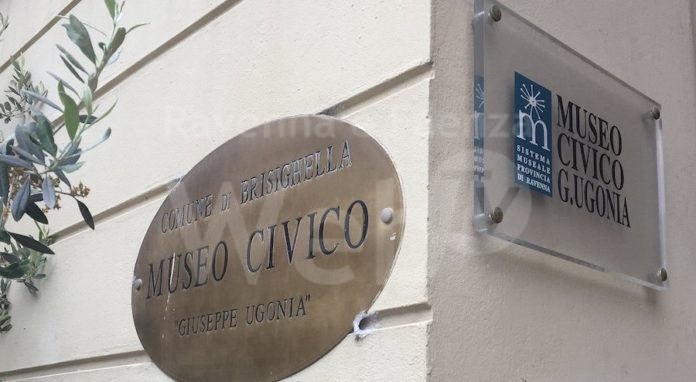 COMUNE DI BRISIGHELLA
MUSEO CIVICO
"GIUSEPPE UGONIA"
m
SISTEMA
MUSEALE
PROVINCIA
DI RAVENNA
MUSEO
CIVICO
G.UGONIA